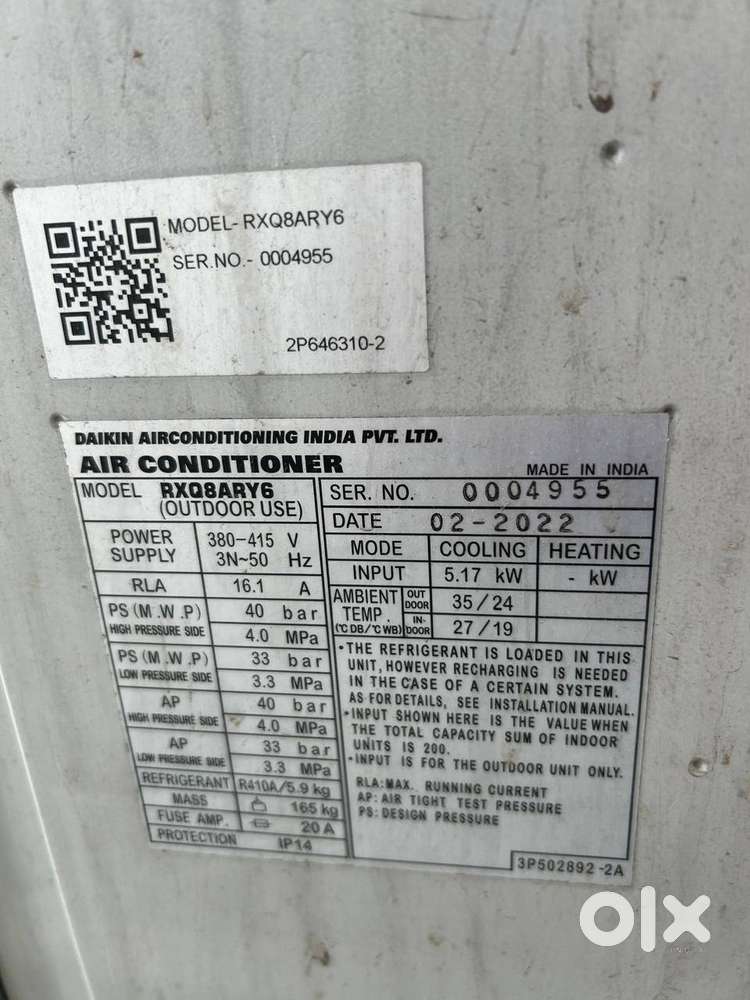 MODEL- RXQ8ARY6
SER.NO.- 0004955
2P646310-2
DAIKIN AIRCONDITIONING INDIA PVT. LTD.
AIR CONDITIONER
MADE IN INDIA
MODEL RXQ8ARY6
(OUTDOOR USE)
POWER SUPPLY 380-415 V
3N~50 Hz
RLA 16.1 A
PS (M.W.P) HIGH PRESSURE SIDE 40 bar
4.0 MPa
PS (M.W.P) LOW PRESSURE SIDE 33 bar
3.3 MPa
AP HIGH PRESSURE SIDE 40 bar
4.0 MPa
AP LOW PRESSURE SIDE 33 bar
3.3 MPa
REFRIGERANT R410A/5.9 kg
MASS 165 kg
FUSE AMP. 20 A
PROTECTION IP14
SER. NO. 0004955
DATE 02-2022
MODE COOLING HEATING
INPUT 5.17 kW - kW
AMBIENT TEMP. (°C DB/°C WB) OUT DOOR 35/24
IN-DOOR 27/19
•THE REFRIGERANT IS LOADED IN THIS
UNIT, HOWEVER RECHARGING IS NEEDED
IN THE CASE OF A CERTAIN SYSTEM.
AS FOR DETAILS, SEE INSTALLATION MANUAL.
•INPUT SHOWN HERE IS THE VALUE WHEN
THE TOTAL CAPACITY SUM OF INDOOR
UNITS IS 200.
•INPUT IS FOR THE OUTDOOR UNIT ONLY.
RLA: MAX. RUNNING CURRENT
AP: AIR TIGHT TEST PRESSURE
PS: DESIGN PRESSURE
3P502892-2A
olx